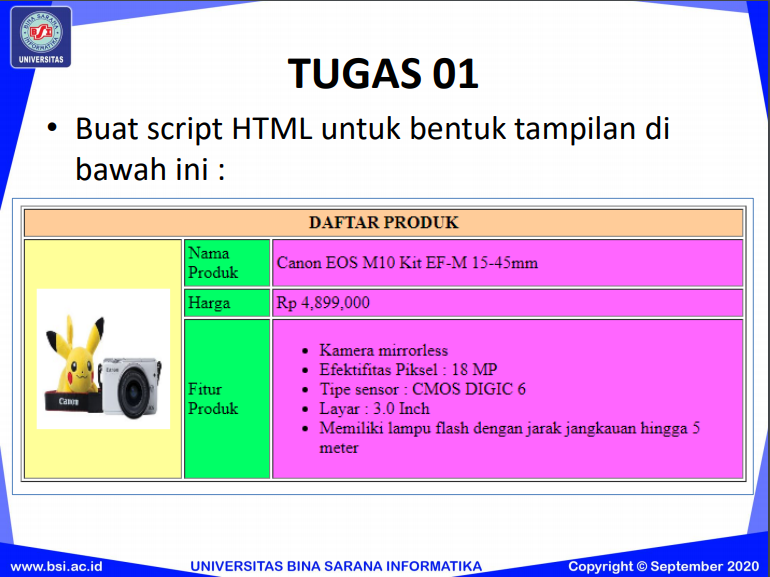 BINA SARANA
BSI
INFORMATIKA
UNIVERSITAS
TUGAS 01
• Buat script HTML untuk bentuk tampilan di
bawah ini :
DAFTAR PRODUK
Nama
Produk
Canon EOS M10 Kit EF-M 15-45mm
Harga
Rp 4,899,000
Fitur
Produk
• Kamera mirrorless
• Efektifitas Piksel : 18 MP
• Tipe sensor : CMOS DIGIC 6
• Layar : 3.0 Inch
• Memiliki lampu flash dengan jarak jangkauan hingga 5
meter
Canon
www.bsi.ac.id
UNIVERSITAS BINA SARANA INFORMATIKA
Copyright © September 2020